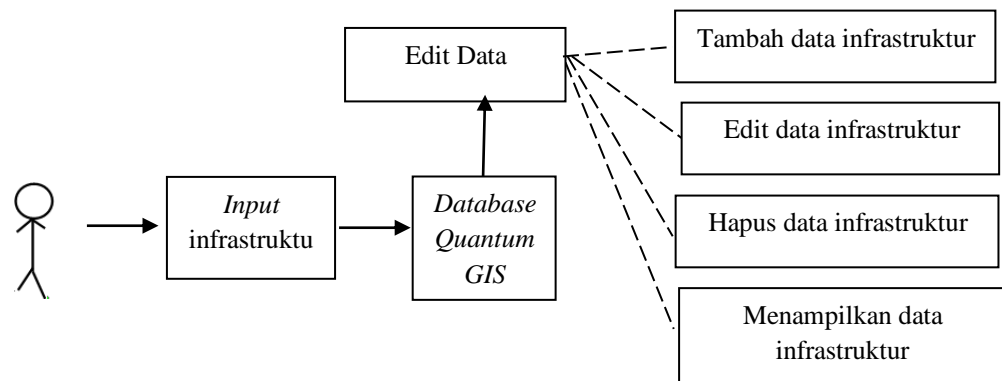 Edit Data
Tambah data infrastruktur
Edit data infrastruktur
Input
infrastruktu
Database
Quantum
GIS
Hapus data infrastruktur
Menampilkan data
infrastruktur